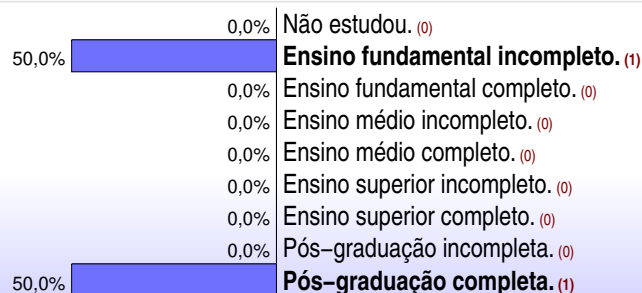 0,0% Não estudou. (0)
50,0% Ensino fundamental incompleto. (1)
0,0% Ensino fundamental completo. (0)
0,0% Ensino médio incompleto. (0)
0,0% Ensino médio completo. (0)
0,0% Ensino superior incompleto. (0)
0,0% Ensino superior completo. (0)
0,0% Pós−graduação incompleta. (0)
50,0% Pós−graduação completa. (1)